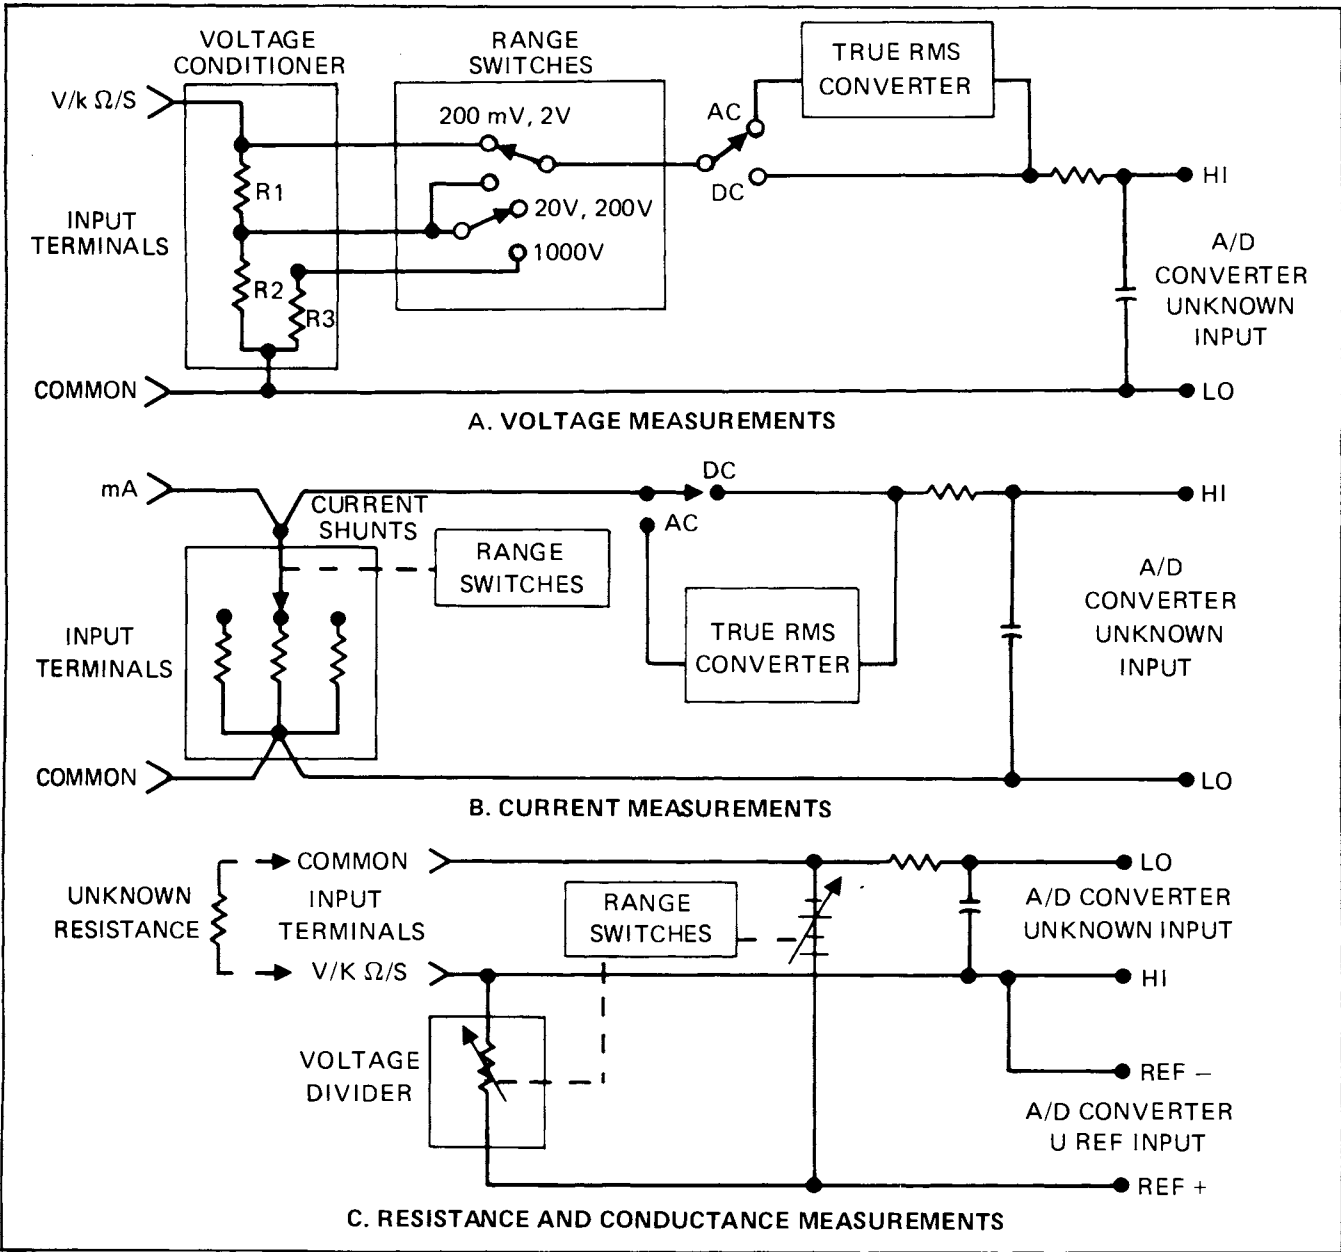 VOLTAGE
CONDITIONER
RANGE
SWITCHES
TRUE RMS
CONVERTER
V/k Ω/S
200 mV, 2V
AC
DC
HI
R1
INPUT
TERMINALS
20V, 200V
1000V
R2
R3
A/D
CONVERTER
UNKNOWN
INPUT
COMMON
LO
A. VOLTAGE MEASUREMENTS
mA
CURRENT
SHUNTS
DC
AC
HI
RANGE
SWITCHES
INPUT
TERMINALS
TRUE RMS
CONVERTER
A/D
CONVERTER
UNKNOWN
INPUT
COMMON
LO
B. CURRENT MEASUREMENTS
COMMON
LO
UNKNOWN
RESISTANCE
INPUT
TERMINALS
RANGE
SWITCHES
A/D CONVERTER
UNKNOWN INPUT
V/K Ω/S
HI
VOLTAGE
DIVIDER
REF –
A/D CONVERTER
U REF INPUT
REF +
C. RESISTANCE AND CONDUCTANCE MEASUREMENTS